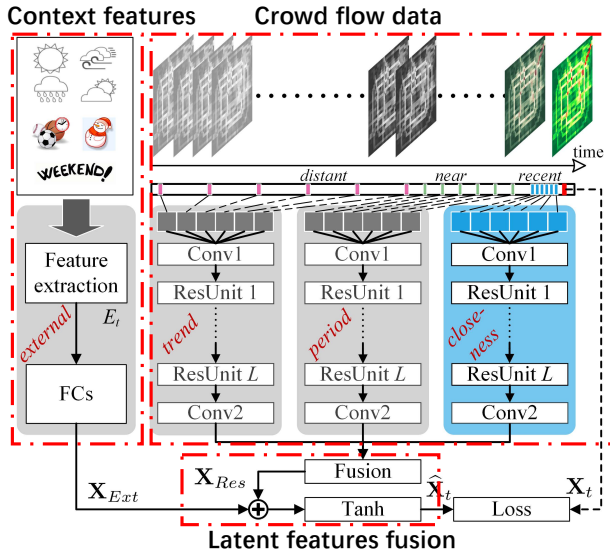 Context features
Crowd flow data
WEEKEND!
time
distant
near
recent
Feature
extraction
external
E_t
FCs
Conv1
ResUnit 1
trend
ResUnit L
Conv2
Conv1
ResUnit 1
period
ResUnit L
Conv2
Conv1
ResUnit 1
close-
ness
ResUnit L
Conv2
X_Ext
X_Res
Fusion
Tanh
X̂_t
Loss
X_t
Latent features fusion